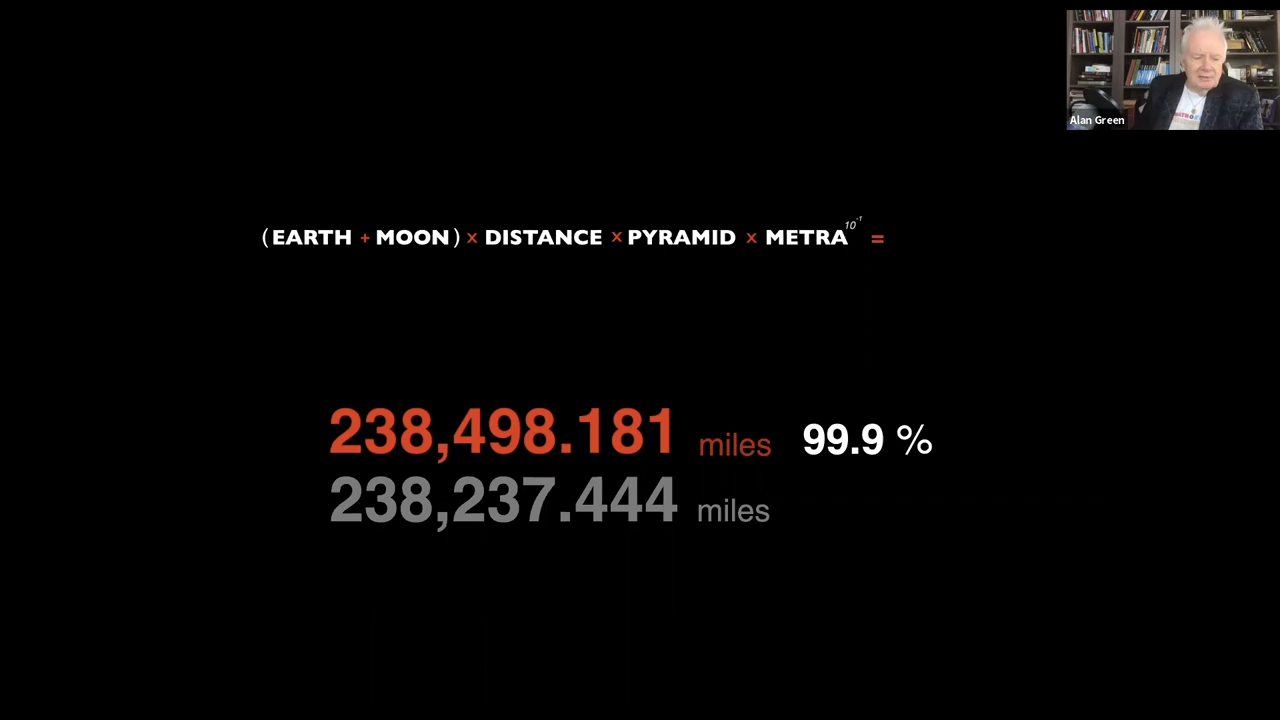 Alan Green
(EARTH + MOON) x DISTANCE x PYRAMID x METRA 10⁻¹ =
238,498.181 miles 99.9 %
238,237.444 miles